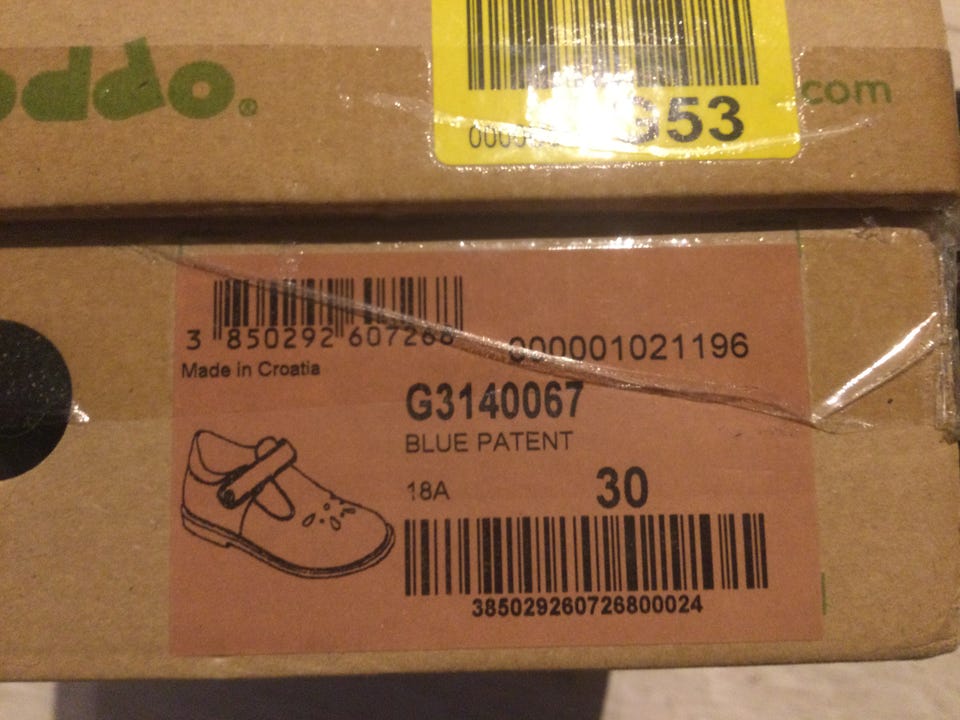 oddo®
com
53
3 850292 607268
000001021196
Made in Croatia
G3140067
BLUE PATENT
18A 30
385029260726800024